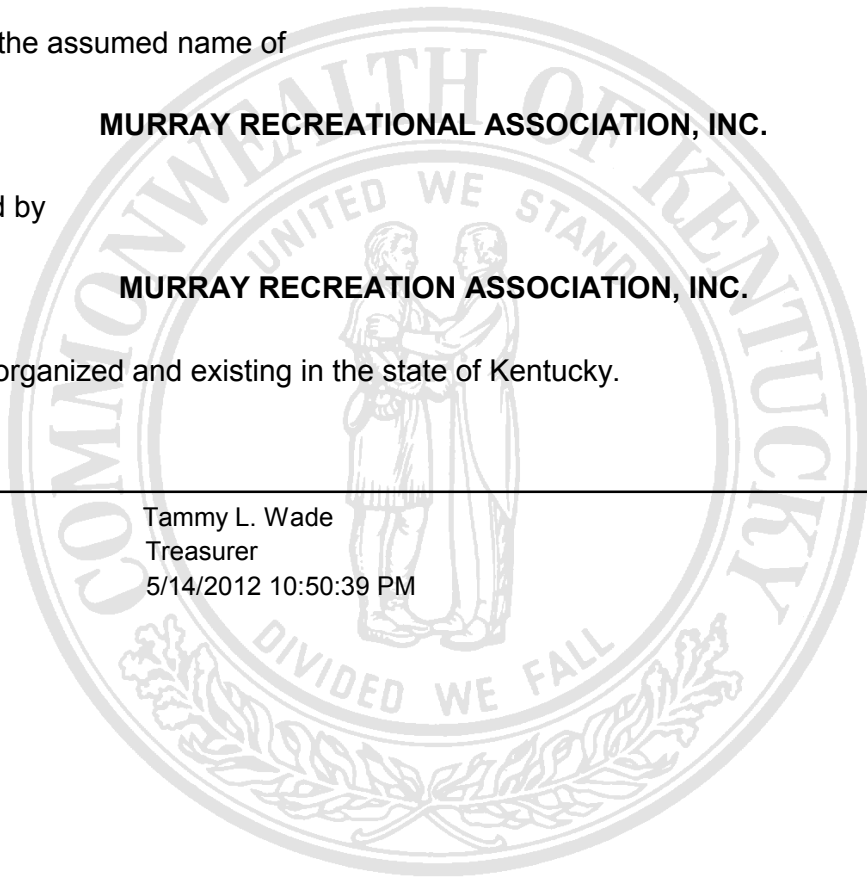 the assumed name of
MURRAY RECREATIONAL ASSOCIATION, INC.
d by
MURRAY RECREATION ASSOCIATION, INC.
organized and existing in the state of Kentucky.
Tammy L. Wade
Treasurer
5/14/2012 10:50:39 PM
COMMONWEALTH OF KENTUCKY
UNITED WE STAND
DIVIDED WE FALL